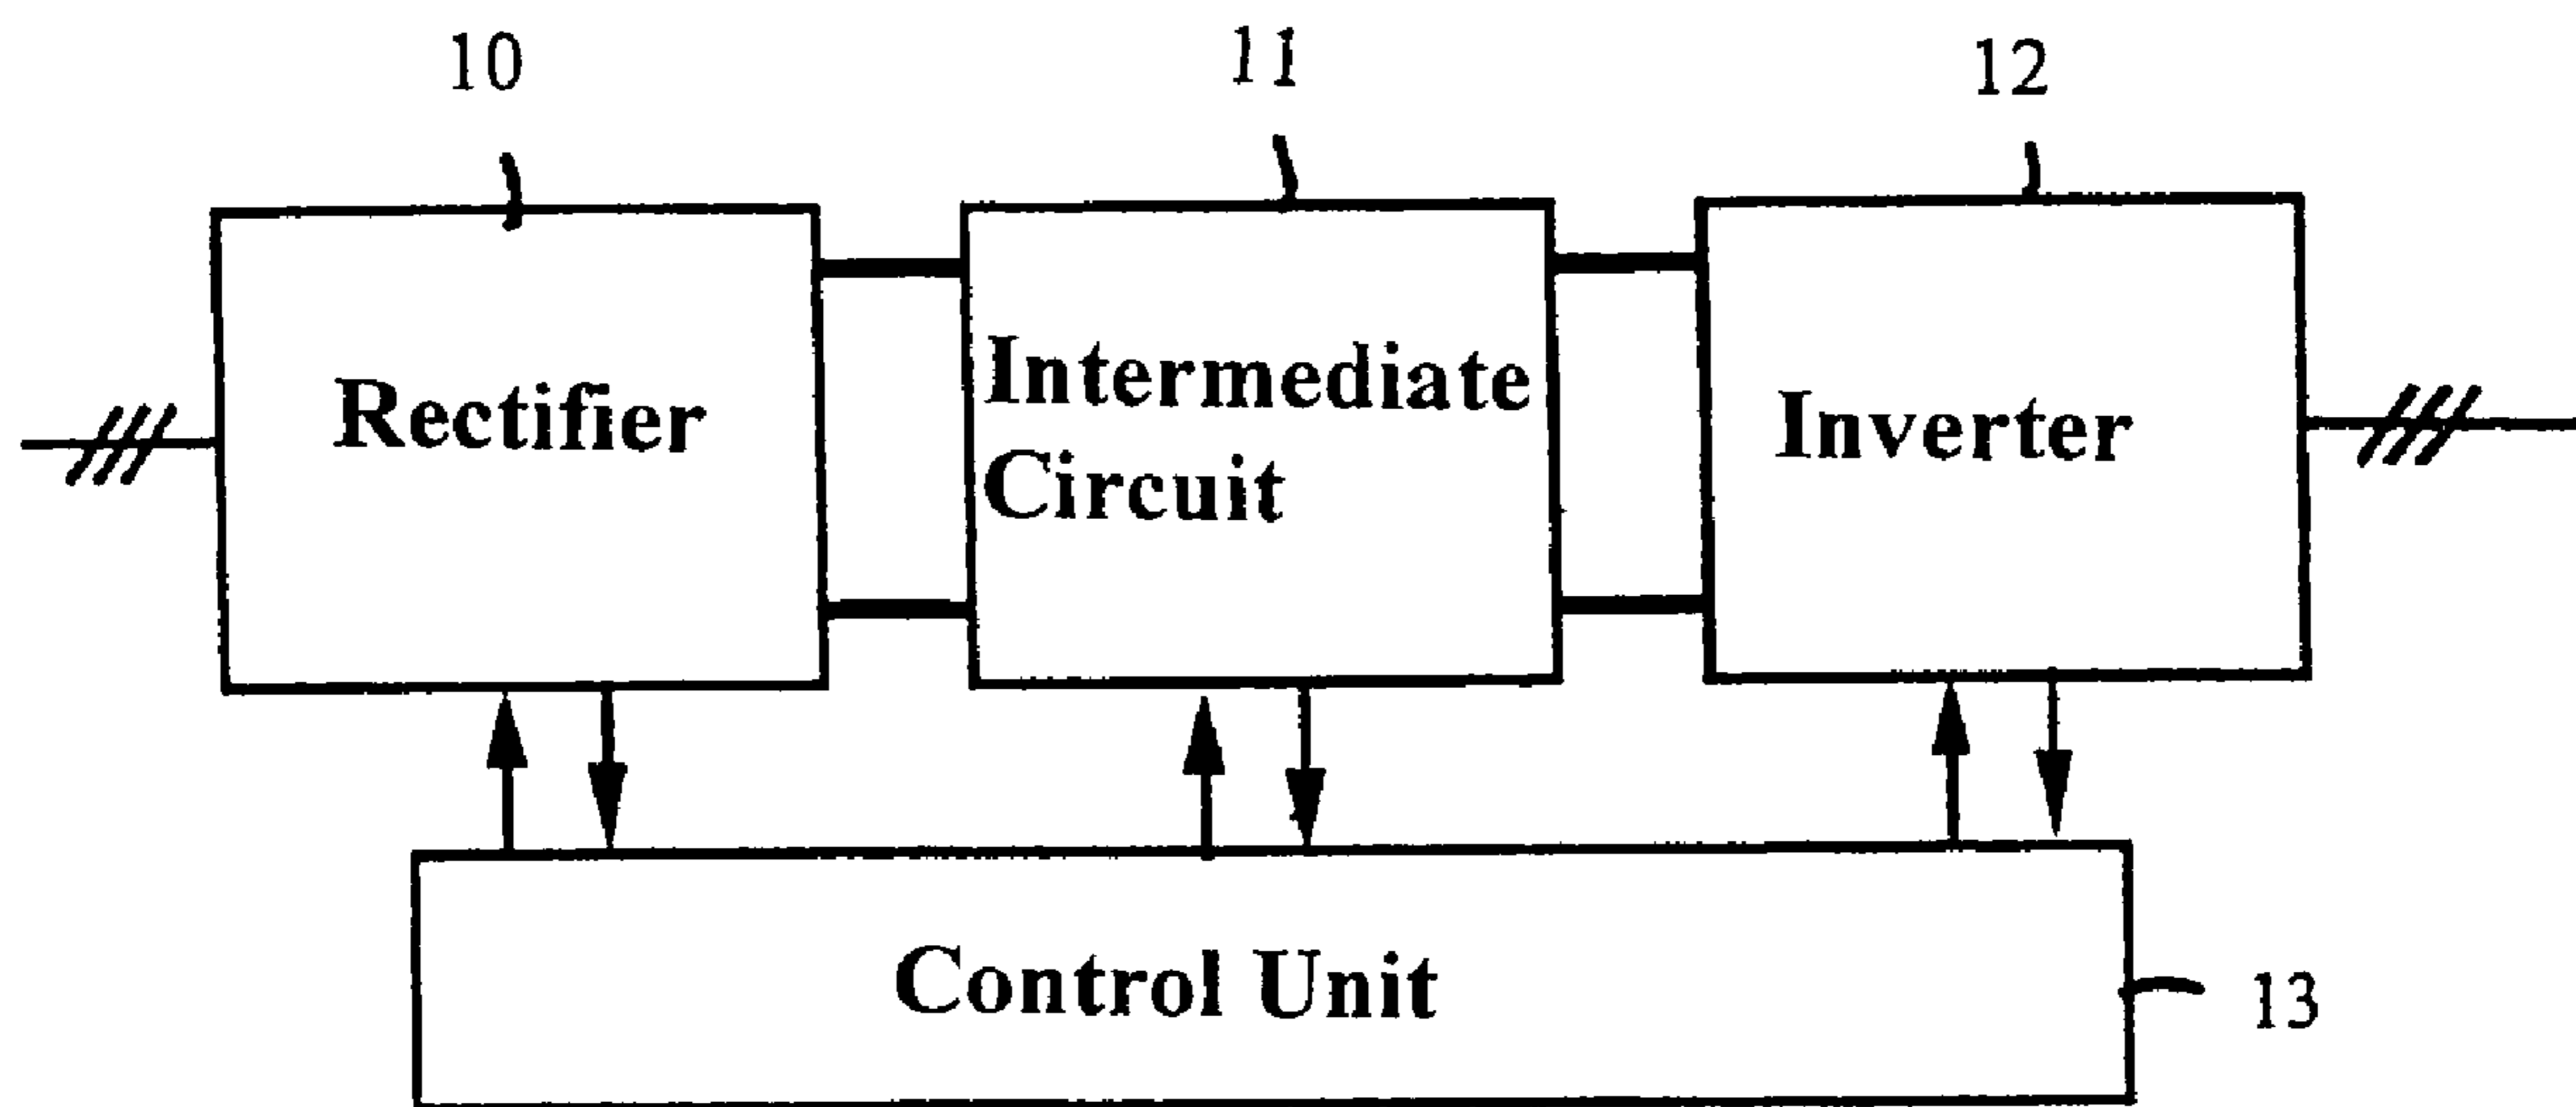 10
11
12
Rectifier
Intermediate
Circuit
Inverter
Control Unit
13